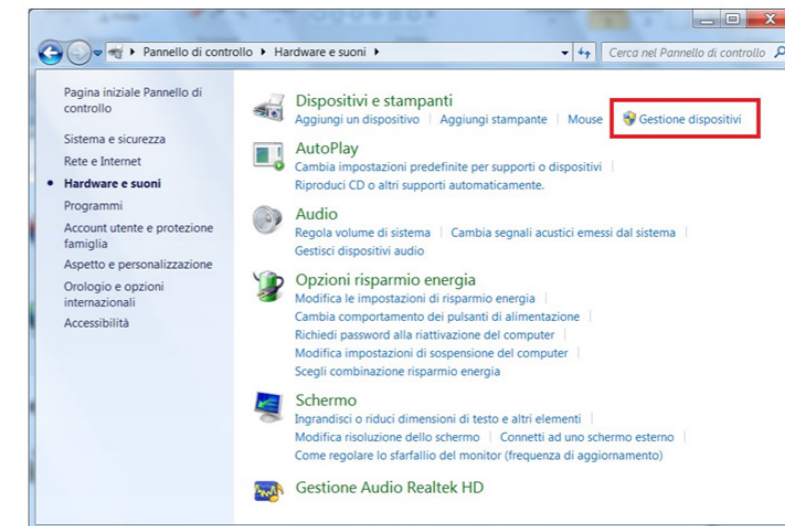 Pannello di controllo
Hardware e suoni
Cerca nel Pannello di controllo
Pagina iniziale Pannello di
controllo
Sistema e sicurezza
Rete e Internet
Hardware e suoni
Programmi
Account utente e protezione
famiglia
Aspetto e personalizzazione
Orologio e opzioni
internazionali
Accessibilità
Dispositivi e stampanti
Aggiungi un dispositivo
Aggiungi stampante
Mouse
Gestione dispositivi
AutoPlay
Cambia impostazioni predefinite per supporti o dispositivi
Riproduci CD o altri supporti automaticamente.
Audio
Regola volume di sistema
Cambia segnali acustici emessi dal sistema
Gestisci dispositivi audio
Opzioni risparmio energia
Modifica le impostazioni di risparmio energia
Cambia comportamento dei pulsanti di alimentazione
Richiedi password alla riattivazione del computer
Modifica impostazioni di sospensione del computer
Scegli combinazione risparmio energia
Schermo
Ingrandisci o riduci dimensioni di testo e altri elementi
Modifica risoluzione dello schermo
Connetti ad uno schermo esterno
Come regolare lo sfarfallio del monitor (frequenza di aggiornamento)
Gestione Audio Realtek HD